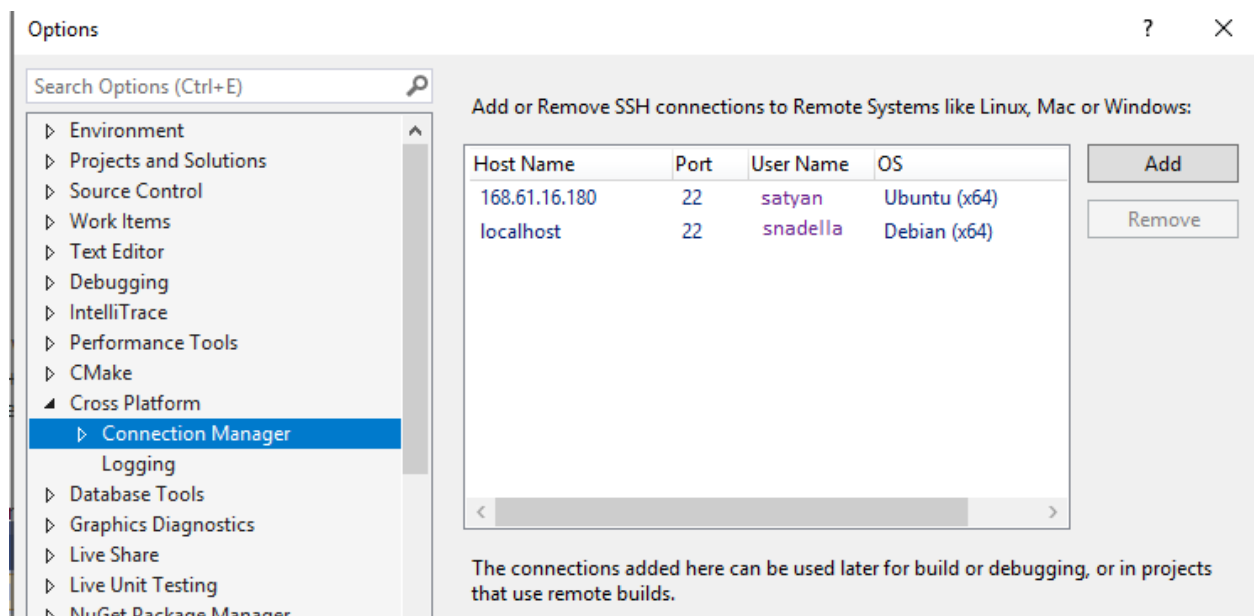 Options
?
Search Options (Ctrl+E)
Environment
Projects and Solutions
Source Control
Work Items
Text Editor
Debugging
IntelliTrace
Performance Tools
CMake
Cross Platform
Connection Manager
Logging
Database Tools
Graphics Diagnostics
Live Share
Live Unit Testing
NuGet Package Manager
Add or Remove SSH connections to Remote Systems like Linux, Mac or Windows:
Host Name Port User Name OS
168.61.16.180 22 satyan Ubuntu (x64)
localhost 22 snadella Debian (x64)
Add
Remove
The connections added here can be used later for build or debugging, or in projects
that use remote builds.